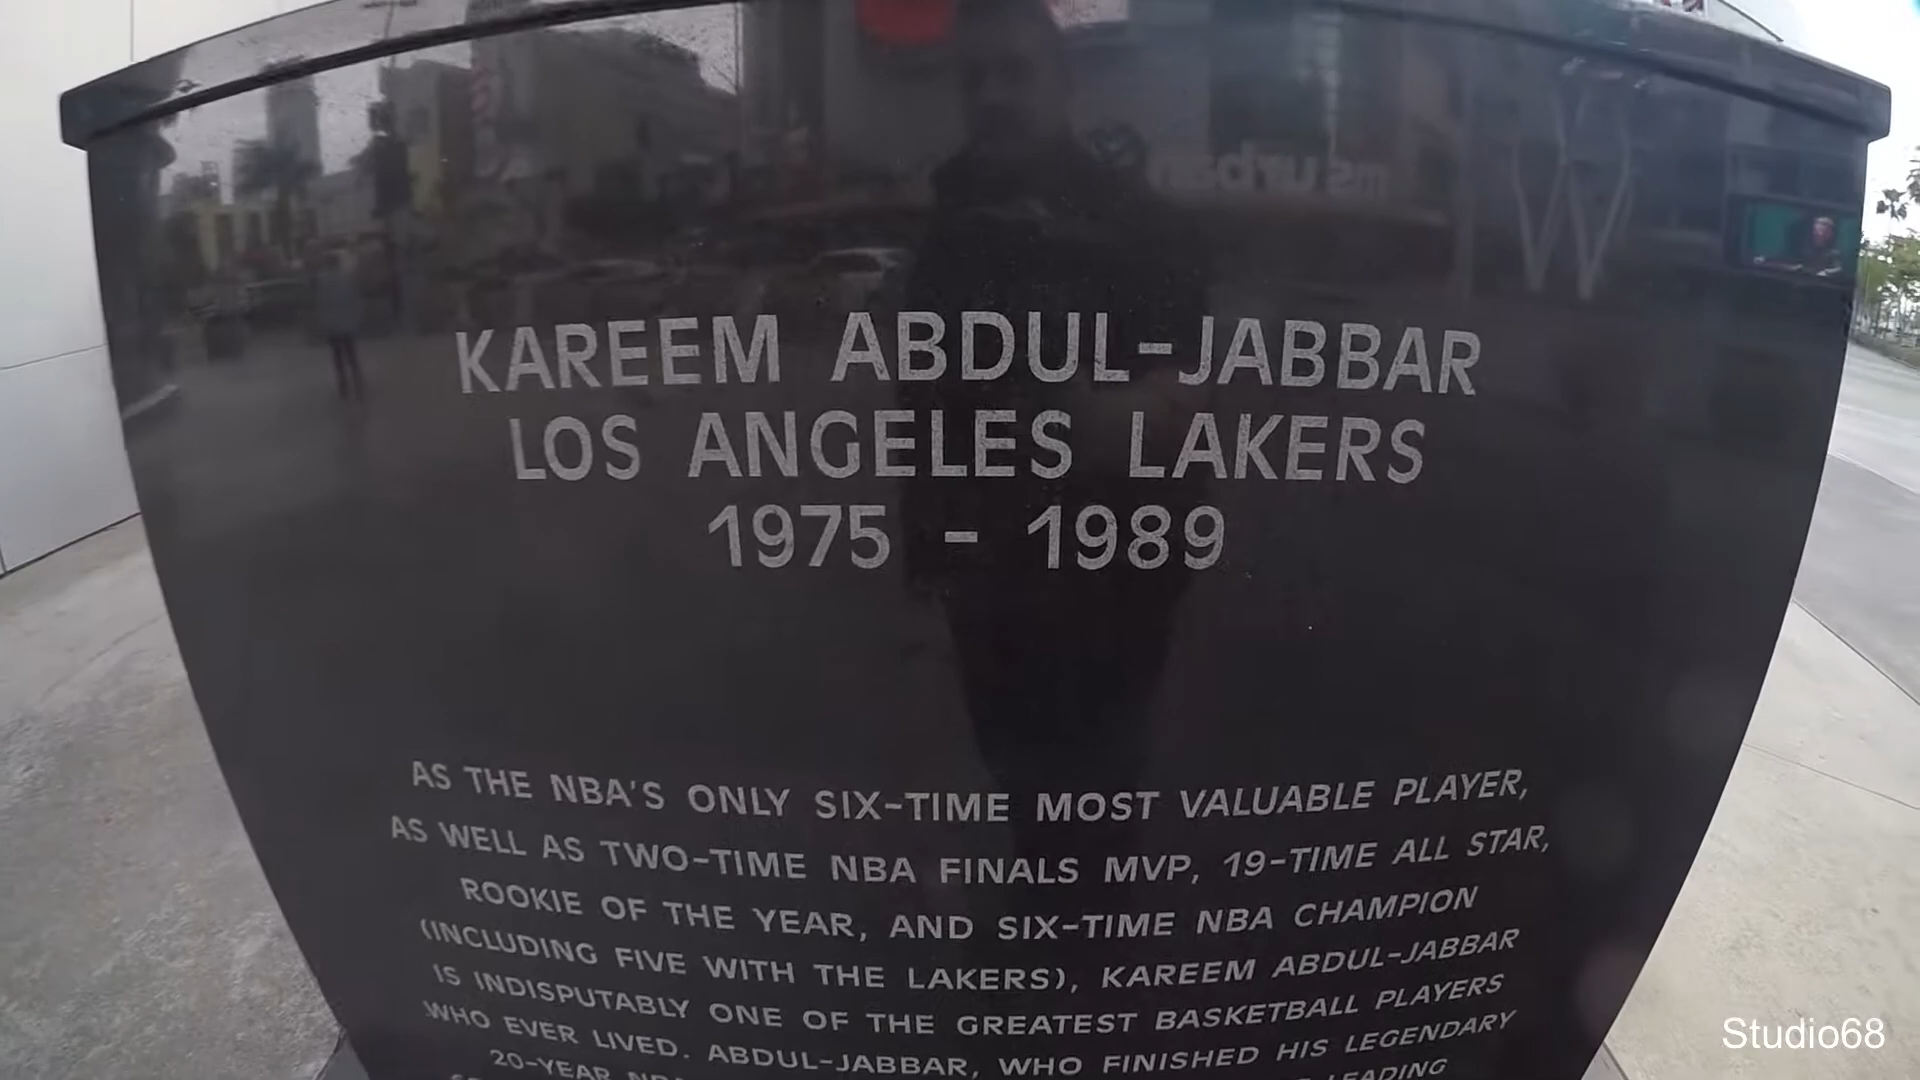 ms urban
KAREEM ABDUL-JABBAR
LOS ANGELES LAKERS
1975 - 1989
AS THE NBA'S ONLY SIX-TIME MOST VALUABLE PLAYER,
AS WELL AS TWO-TIME NBA FINALS MVP, 19-TIME ALL STAR,
ROOKIE OF THE YEAR, AND SIX-TIME NBA CHAMPION
(INCLUDING FIVE WITH THE LAKERS), KAREEM ABDUL-JABBAR
IS INDISPUTABLY ONE OF THE GREATEST BASKETBALL PLAYERS
WHO EVER LIVED. ABDUL-JABBAR, WHO FINISHED HIS LEGENDARY
20-YEAR LEADING
Studio68